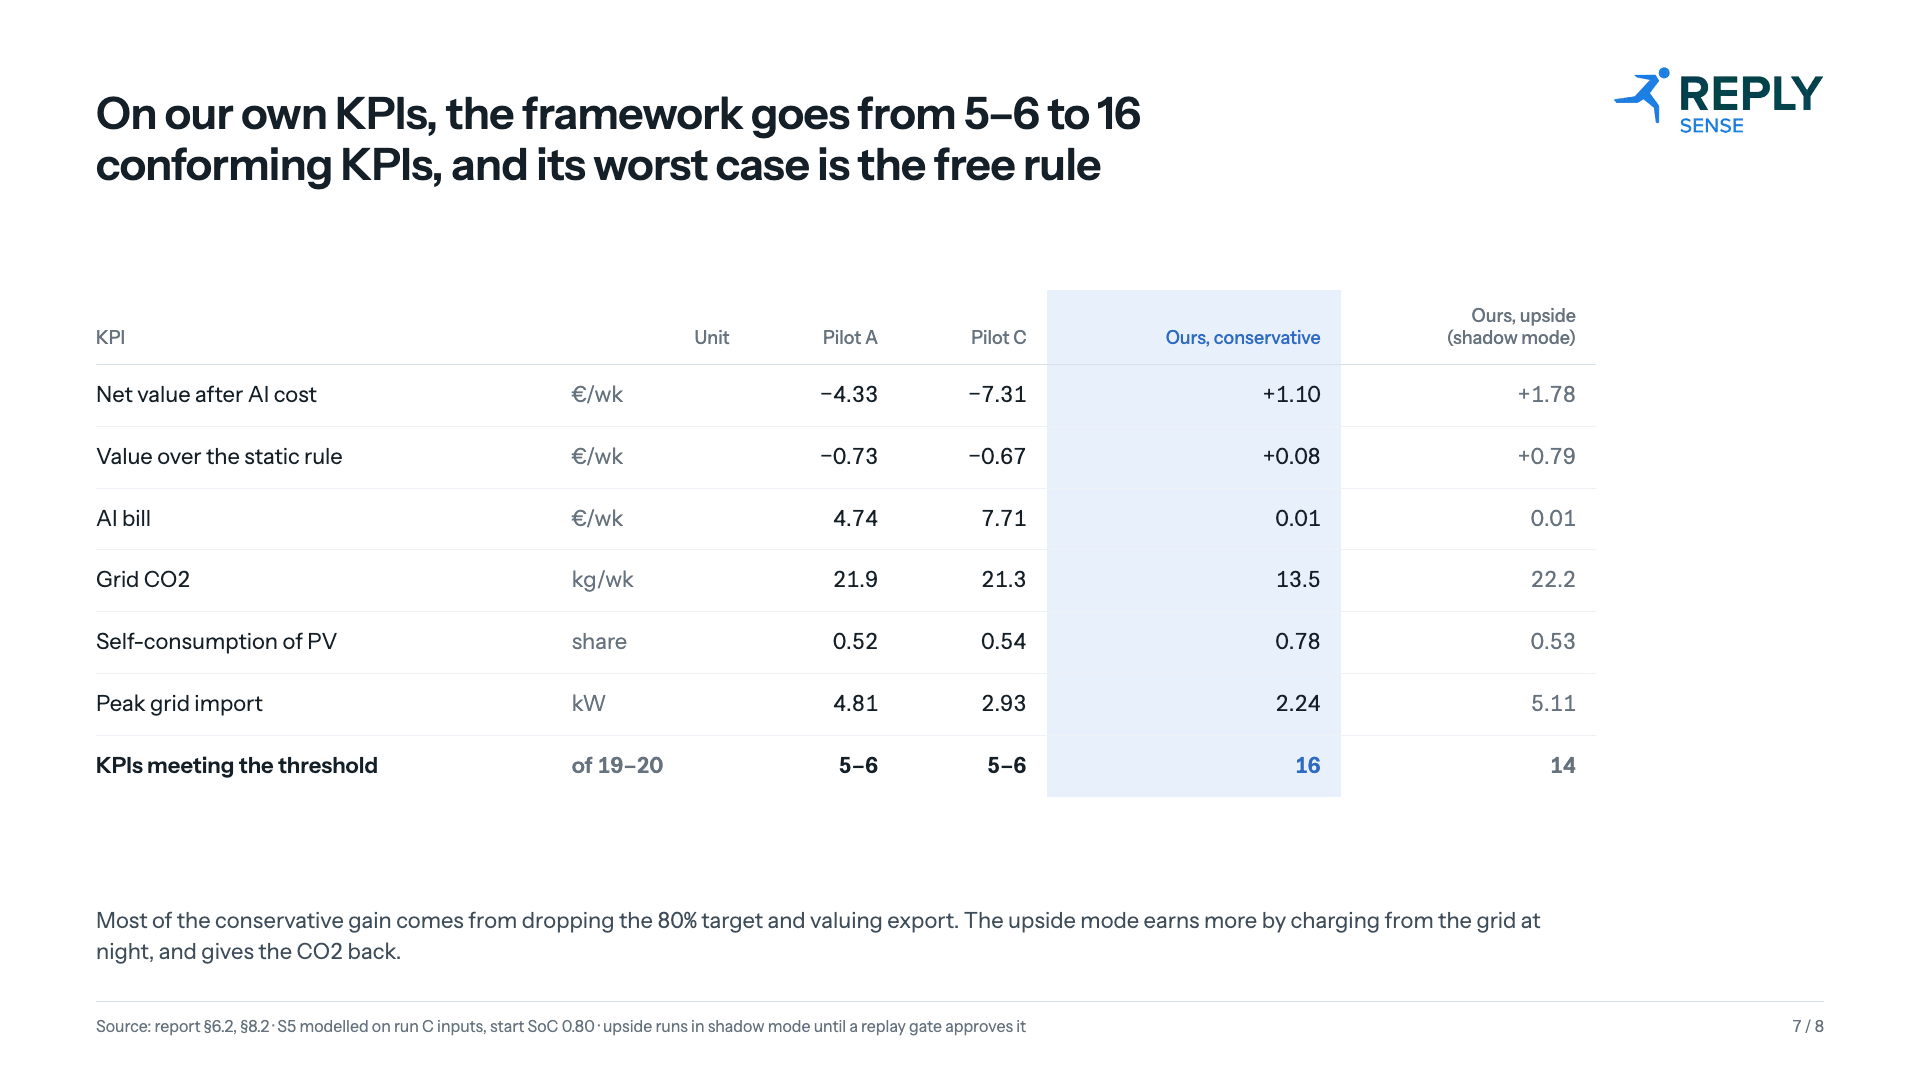 On our own KPIs, the framework goes from 5–6 to 16
conforming KPIs, and its worst case is the free rule
REPLY
SENSE
KPI Unit Pilot A Pilot C Ours, conservative Ours, upside
(shadow mode)
Net value after AI cost €/wk −4.33 −7.31 +1.10 +1.78
Value over the static rule €/wk −0.73 −0.67 +0.08 +0.79
AI bill €/wk 4.74 7.71 0.01 0.01
Grid CO2 kg/wk 21.9 21.3 13.5 22.2
Self-consumption of PV share 0.52 0.54 0.78 0.53
Peak grid import kW 4.81 2.93 2.24 5.11
KPIs meeting the threshold of 19–20 5–6 5–6 16 14
Most of the conservative gain comes from dropping the 80% target and valuing export. The upside mode earns more by charging from the grid at
night, and gives the CO2 back.
Source: report §6.2, §8.2 · S5 modelled on run C inputs, start SoC 0.80 · upside runs in shadow mode until a replay gate approves it
7 / 8